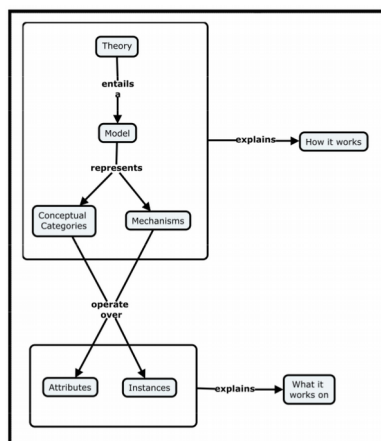 Theory
entails
a
Model
explains
How it works
represents
Conceptual
Categories
Mechanisms
operate
over
Attributes
Instances
explains
What it
works on